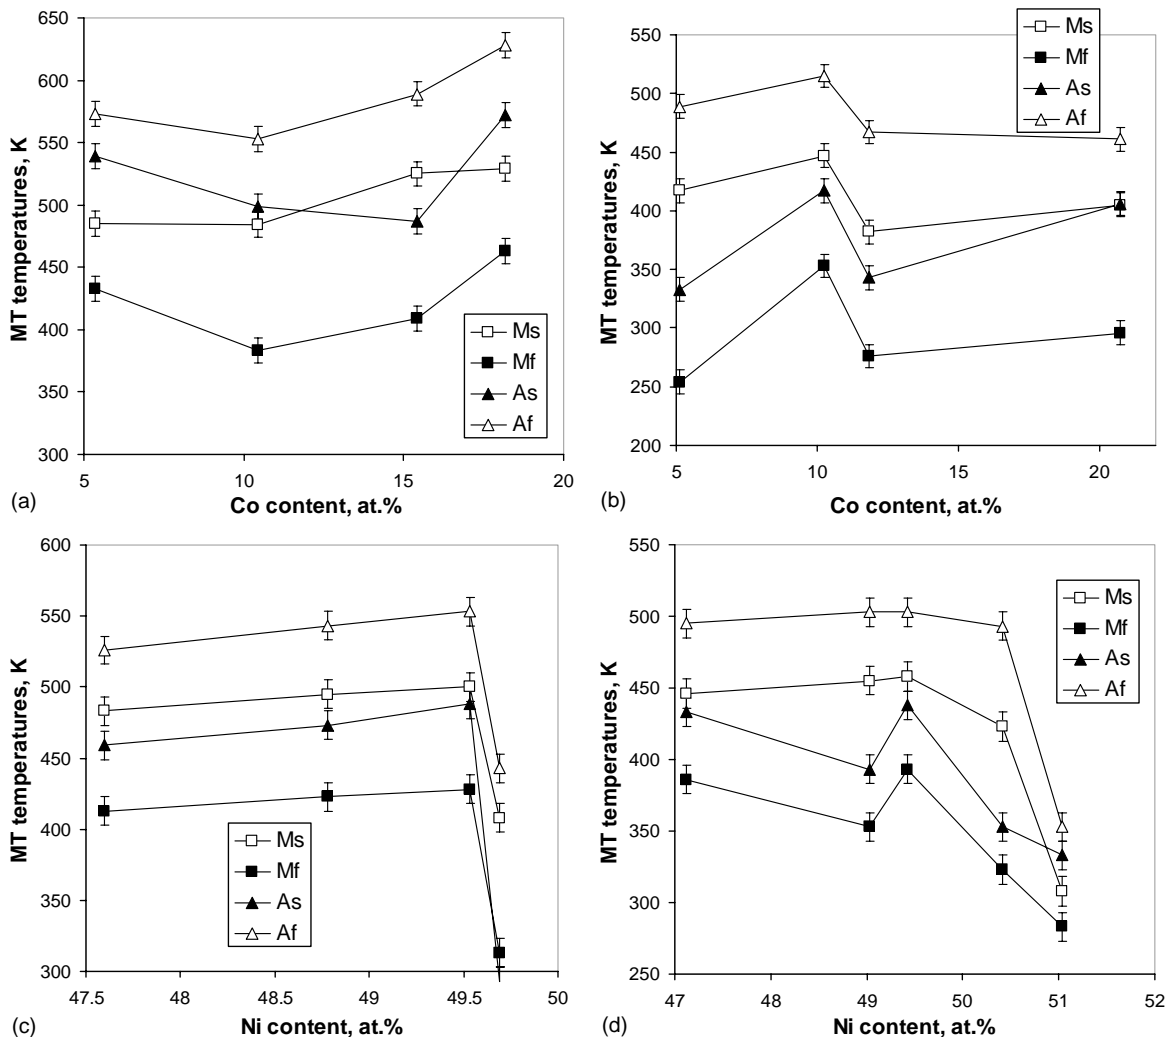 650
600
550
500
450
400
350
300
MT temperatures, K
5
10
15
20
Co content, at.%
(a)
Ms
Mf
As
Af
550
500
450
400
350
300
250
200
MT temperatures, K
5
10
15
20
Co content, at.%
(b)
Ms
Mf
As
Af
600
550
500
450
400
350
300
MT temperatures, K
47.5
48
48.5
49
49.5
50
Ni content, at.%
(c)
Ms
Mf
As
Af
550
500
450
400
350
300
250
MT temperatures, K
47
48
49
50
51
52
Ni content, at.%
(d)
Ms
Mf
As
Af